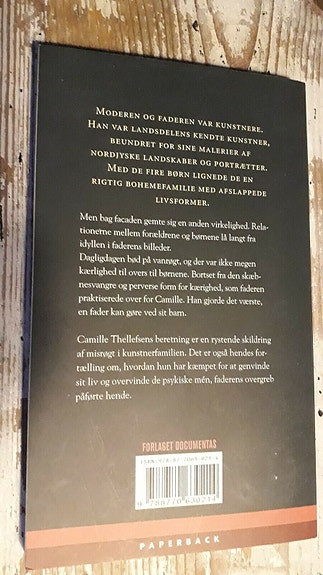 MODEREN OG FADEREN VAR KUNSTNERE.
HAN VAR LANDSDELENS KENDTE KUNSTNER,
BEUNDRET FOR SINE MALERIER AF
NORDJYSKE LANDSKABER OG PORTRÆTTER.
MED DE FIRE BØRN LIGNEDE DE EN
RIGTIG BOHEMEFAMILIE MED AFSLAPPEDE
LIVSFORMER.
Men bag facaden gemte sig en anden virkelighed. Rela-
tionerne mellem forældrene og børnene lå langt fra
idyllen i faderens billeder.
Dagligdagen bød på vanrøgt, og der var ikke megen
kærlighed til overs til børnene. Bortset fra den skæb-
nesvangre og perverse form for kærighed, som faderen
praktiserede over for Camille. Han gjorde det værste,
en fader kan gøre ved sit barn.
Camille Thellefsens beretning er en rystende skildring
af misrøgt i kunstnerfamilien. Det er også hendes for-
tælling om, hvordan hun har kæmpet for at genvinde
sit liv og overvinde de psykiske mén, faderens overgreb
påførte hende.
FORLAGET DOCUMENTAS
PAPERBACK